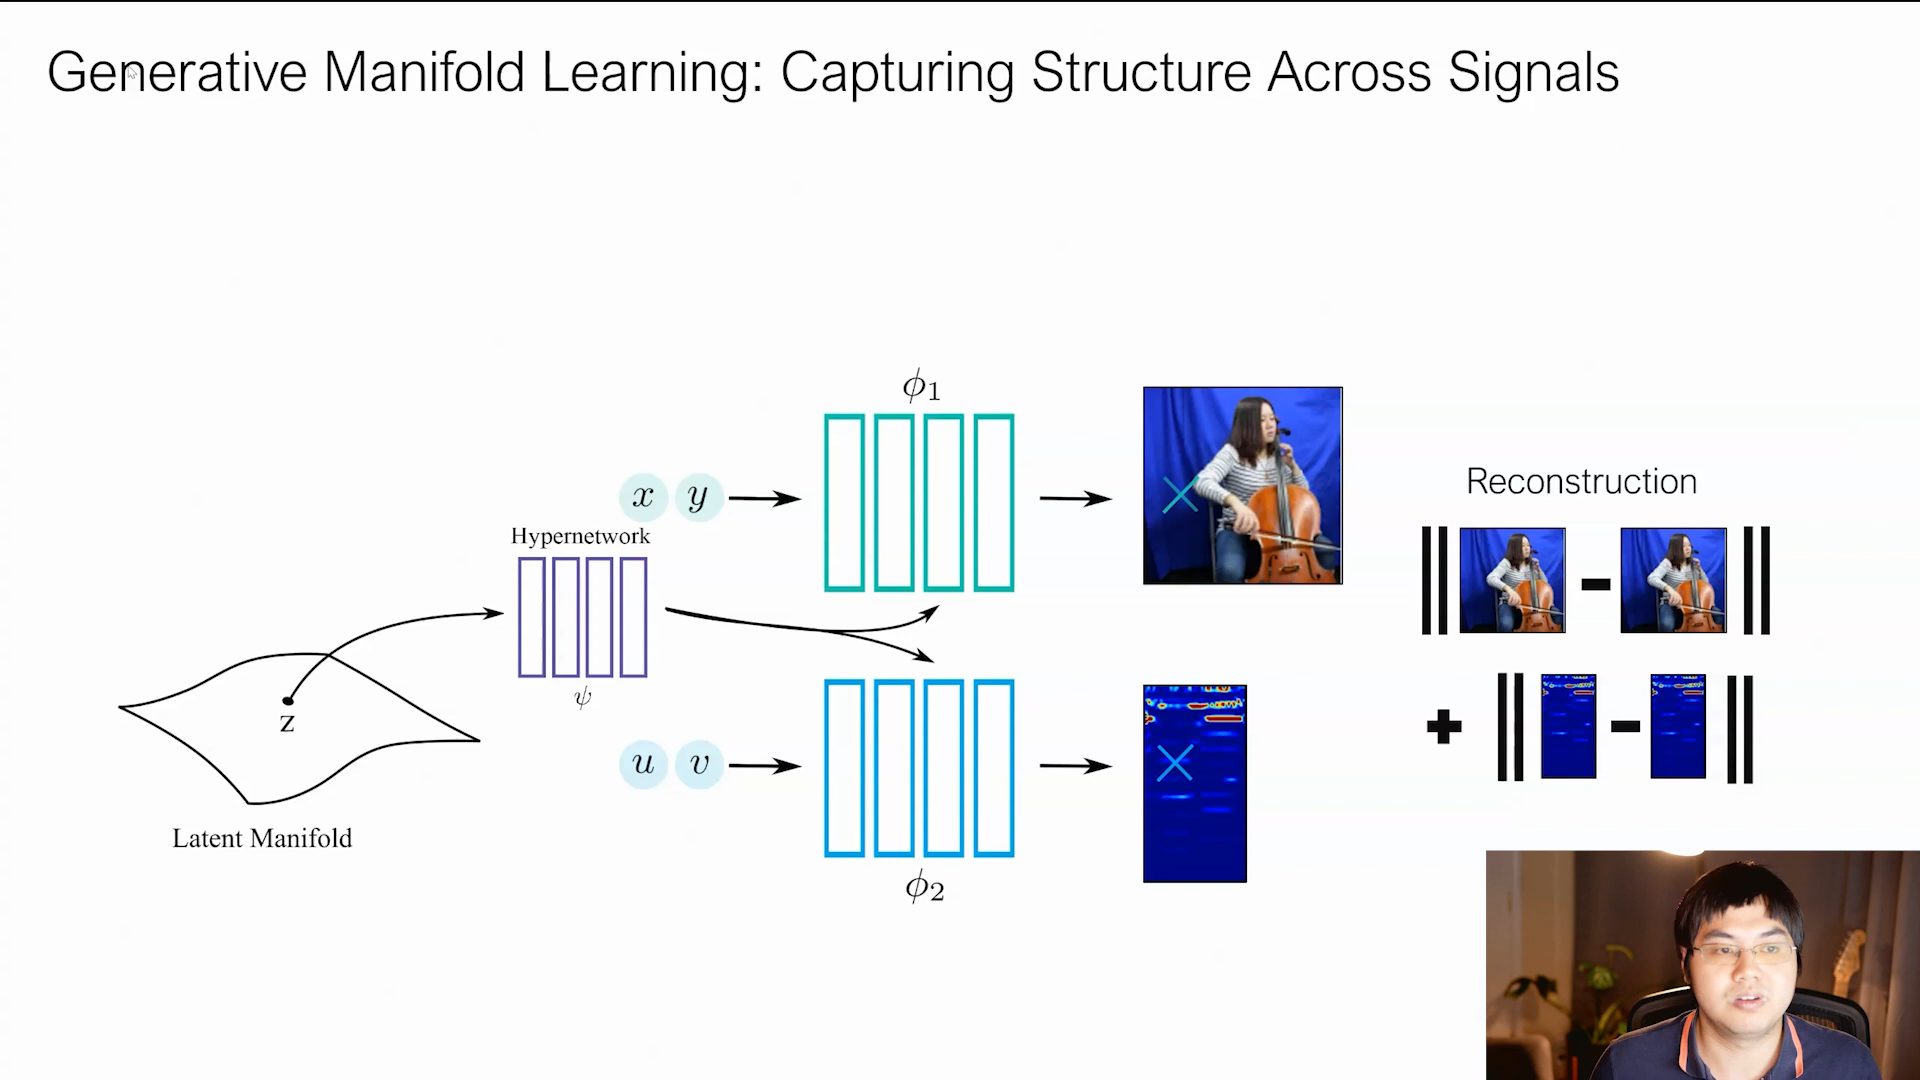 Generative Manifold Learning: Capturing Structure Across Signals
ϕ1
x y
Reconstruction
Hypernetwork
ψ
z
u v
Latent Manifold
ϕ2